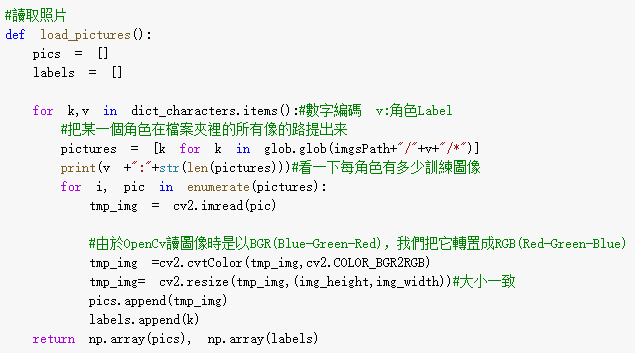 #讀取照片
def load_pictures():
    pics = []
    labels = []

    for k,v in dict_characters.items():#數字編碼 v:角色Label
        #把某一個角色在檔案夾裡的所有像的路提出来
        pictures = [k for k in glob.glob(imgsPath+"/"+v+"/*")]
        print(v +":"+str(len(pictures)))#看一下每角色有多少訓練圖像
        for i, pic in enumerate(pictures):
            tmp_img = cv2.imread(pic)

            #由於OpenCv讀圖像時是以BGR(Blue-Green-Red), 我們把它轉置成RGB(Red-Green-Blue)
            tmp_img =cv2.cvtColor(tmp_img,cv2.COLOR_BGR2RGB)
            tmp_img= cv2.resize(tmp_img,(img_height,img_width))#大小一致
            pics.append(tmp_img)
            labels.append(k)
    return np.array(pics), np.array(labels)